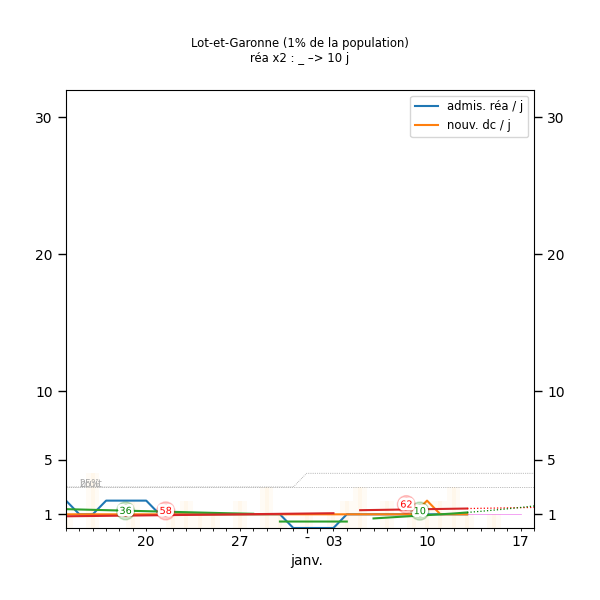 Lot-et-Garonne (1% de la population)
réa x2 : _ –> 10 j
admis. réa / j
nouv. dc / j
30 30
20 20
10 10
5 5
1 1
36 58 62 10
20 27 - 03 10 17
janv.